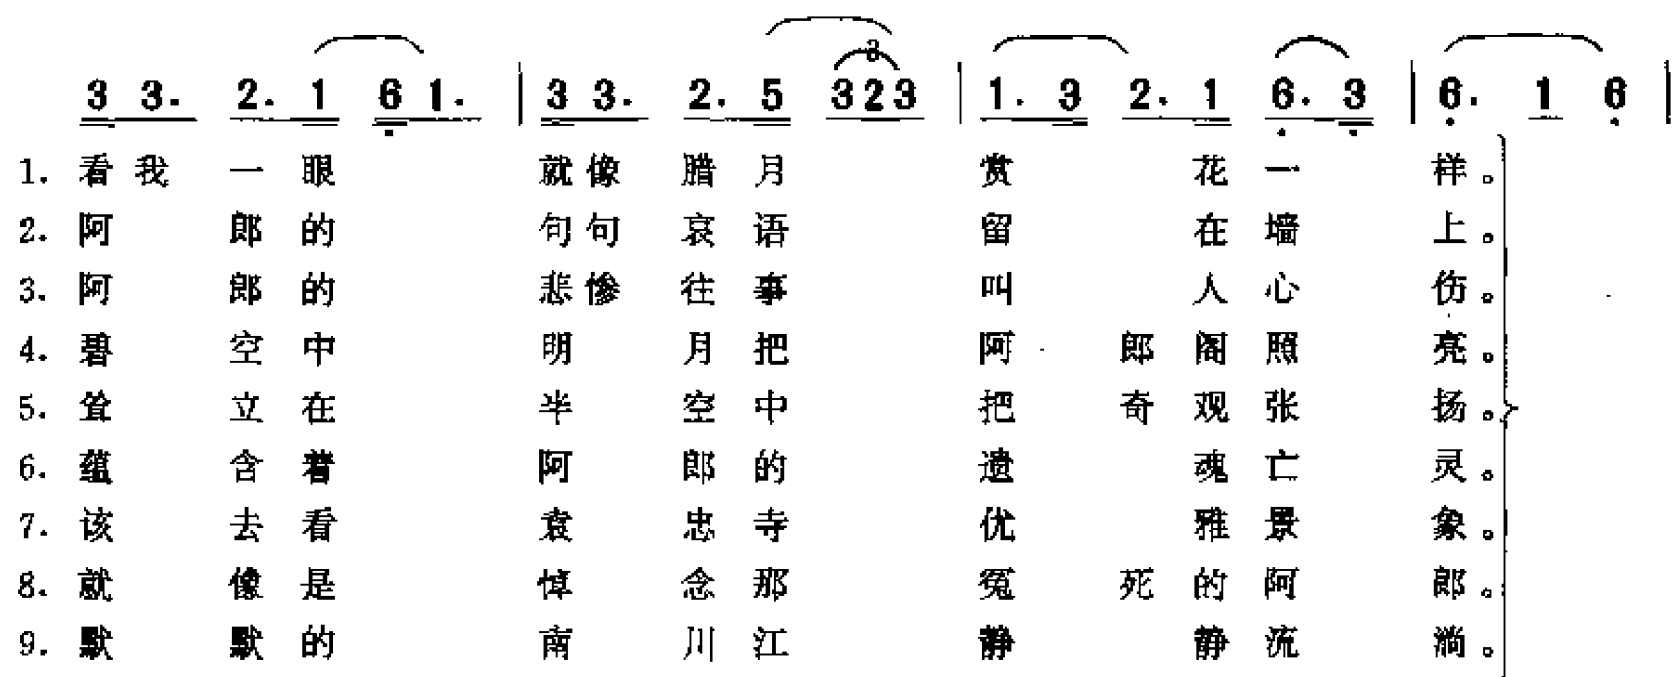 3 3. 2. 1 6 1. | 3 3. 2. 5 3 2 3 | 1. 3 2. 1 6. 3 | 6. 1 6 |
1. 看我一眼 就像腊月 赏 花一 样。
2. 阿 郎的 句句哀语 留 在墙 上。
3. 阿 郎的 悲惨往事 叫 人心 伤。
4. 碧 空中 明 月把 阿 郎阁照 亮。
5. 耸 立在 半 空中 把 奇观张 扬。
6. 蕴 含着 阿 郎的 遗 魂亡 灵。
7. 该 去看 袁 忠寺 优 雅景 象。
8. 就 像是 悼 念那 冤 死的阿 郎。
9. 默 默的 南 川江 静 静流 淌。